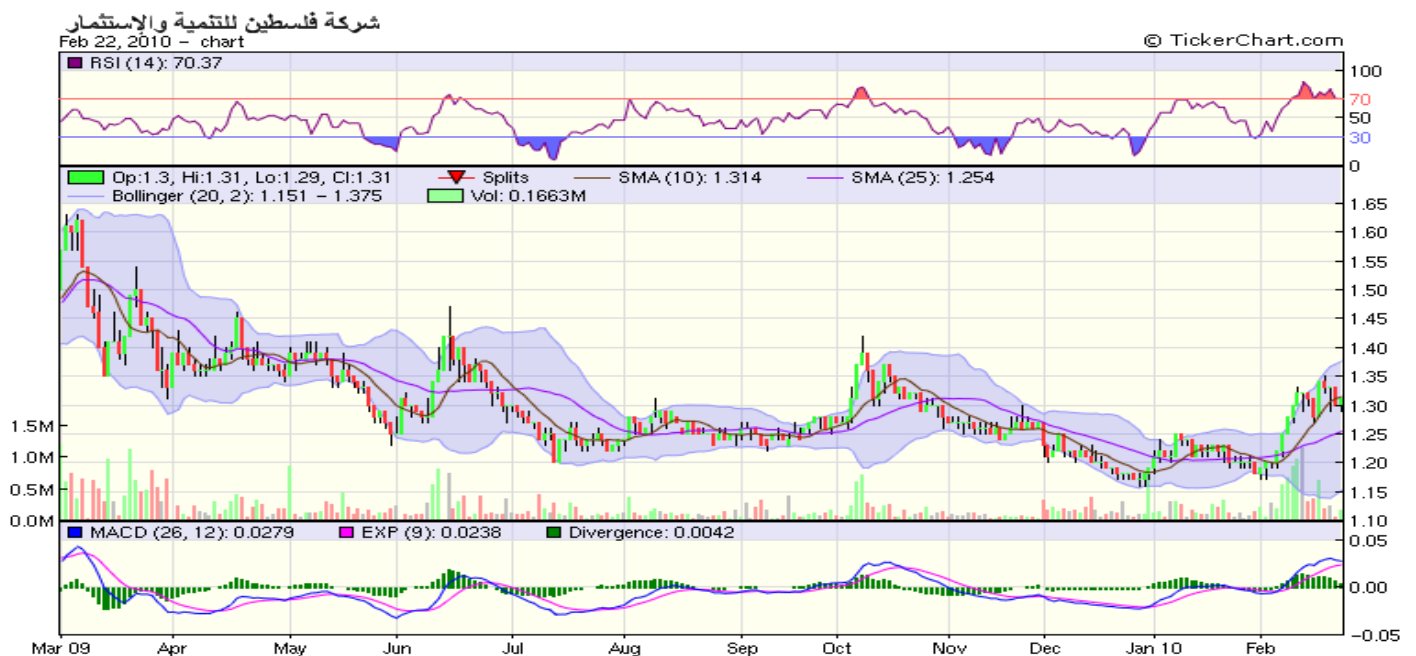 شركة فلسطين للتنمية والإستثمار
Feb 22, 2010 – chart
© TickerChart.com
RSI (14): 70.37
100
70
50
30
0
Op:1.3, Hi:1.31, Lo:1.29, Cl:1.31 Splits SMA (10): 1.314 SMA (25): 1.254
Bollinger (20, 2): 1.151 – 1.375 Vol: 0.1663M
1.65
1.60
1.55
1.50
1.45
1.40
1.35
1.30
1.25
1.20
1.15
1.10
1.5M
1.0M
0.5M
0.0M
MACD (26, 12): 0.0279 EXP (9): 0.0238 Divergence: 0.0042
0.05
0.00
-0.05
Mar 09 Apr May Jun Jul Aug Sep Oct Nov Dec Jan 10 Feb